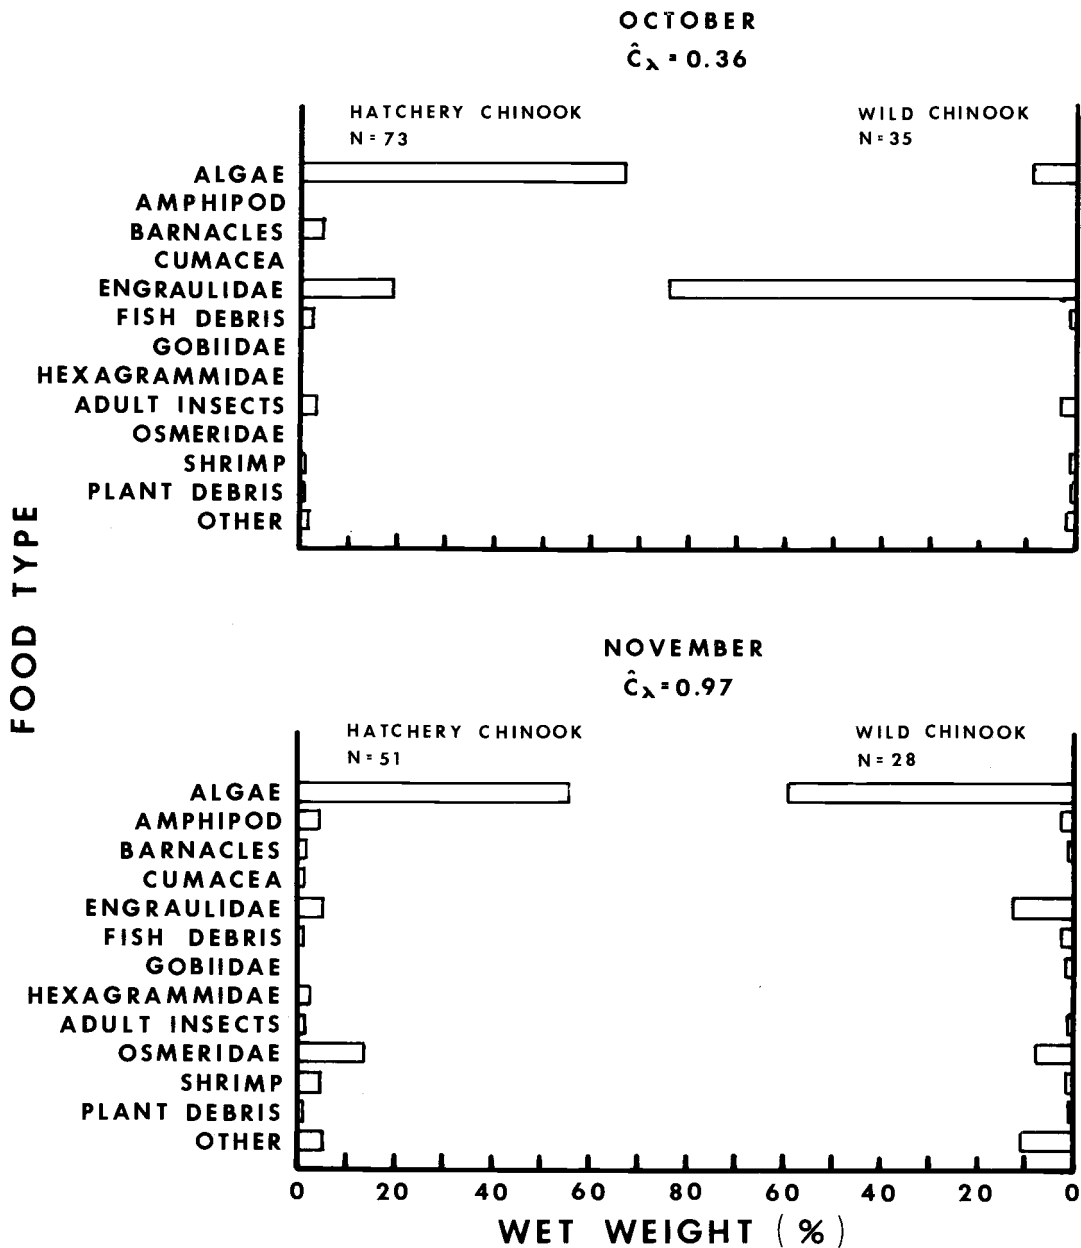 OCTOBER
Ĉλ = 0.36
HATCHERY CHINOOK
N = 73
WILD CHINOOK
N = 35
ALGAE
AMPHIPOD
BARNACLES
CUMACEA
ENGRAULIDAE
FISH DEBRIS
GOBIIDAE
HEXAGRAMMIDAE
ADULT INSECTS
OSMERIDAE
SHRIMP
PLANT DEBRIS
OTHER
FOOD TYPE
NOVEMBER
Ĉλ = 0.97
HATCHERY CHINOOK
N = 51
WILD CHINOOK
N = 28
ALGAE
AMPHIPOD
BARNACLES
CUMACEA
ENGRAULIDAE
FISH DEBRIS
GOBIIDAE
HEXAGRAMMIDAE
ADULT INSECTS
OSMERIDAE
SHRIMP
PLANT DEBRIS
OTHER
0 20 40 60 80 60 40 20 0
WET WEIGHT (%)